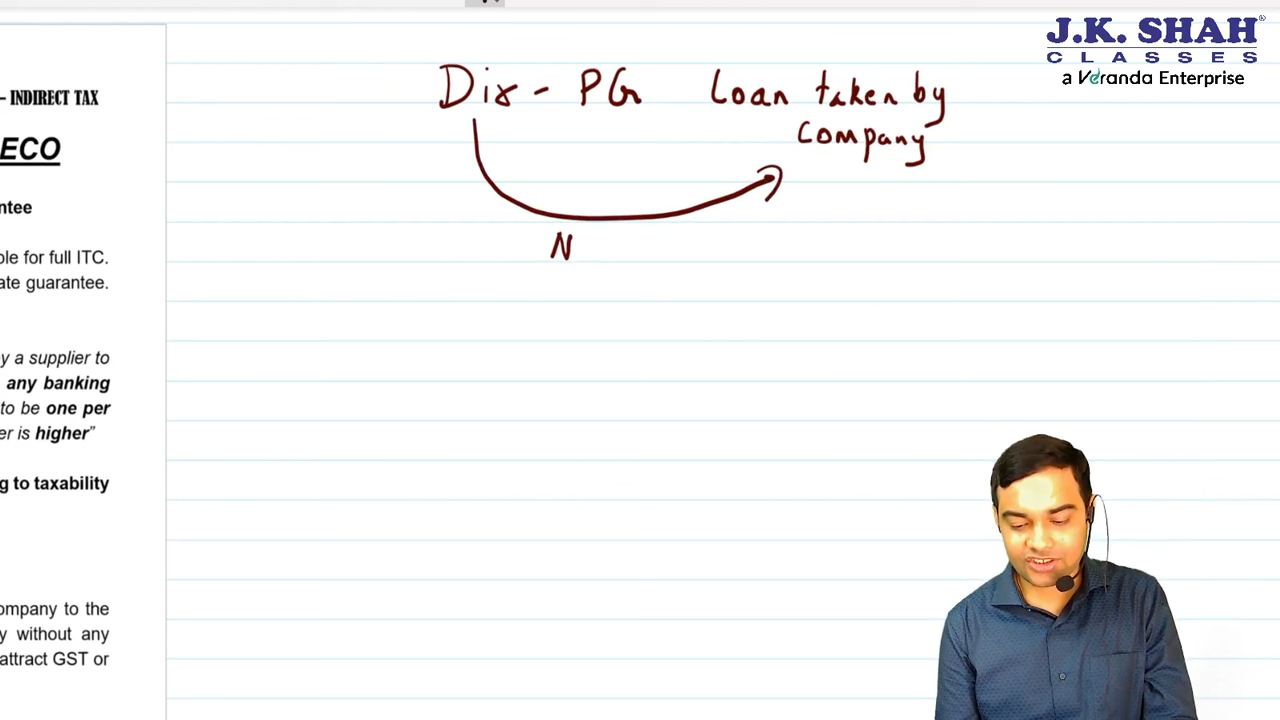 J.K. SHAH®
CLASSES
a Veranda Enterprise
– INDIRECT TAX
ECO
ntee
ole for full ITC.
ate guarantee.
y a supplier to
any banking
to be one per
er is higher”
g to taxability
ompany to the
y without any
attract GST or
Dir - PG Loan taken by
company
N